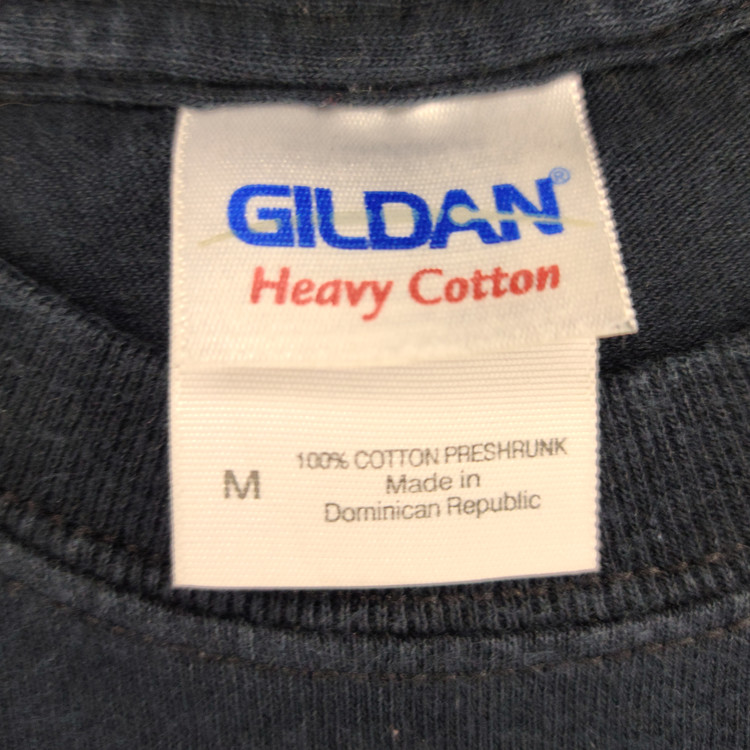 GILDAN®
Heavy Cotton
M
100% COTTON PRESHRUNK
Made in
Dominican Republic